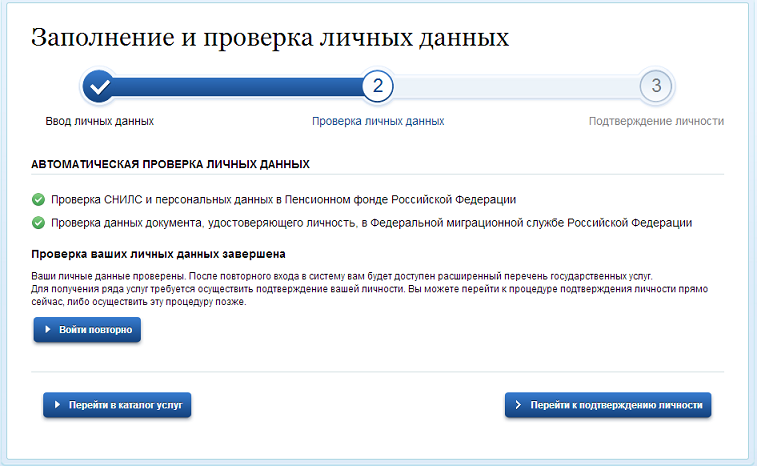 Заполнение и проверка личных данных
2
3
Ввод личных данных
Проверка личных данных
Подтверждение личности
АВТОМАТИЧЕСКАЯ ПРОВЕРКА ЛИЧНЫХ ДАННЫХ
Проверка СНИЛС и персональных данных в Пенсионном фонде Российской Федерации
Проверка данных документа, удостоверяющего личность, в Федеральной миграционной службе Российской Федерации
Проверка ваших личных данных завершена
Ваши личные данные проверены. После повторного входа в систему вам будет доступен расширенный перечень государственных услуг.
Для получения ряда услуг требуется осуществить подтверждение вашей личности. Вы можете перейти к процедуре подтверждения личности прямо
сейчас, либо осуществить эту процедуру позже.
Войти повторно
Перейти в каталог услуг
Перейти к подтверждению личности